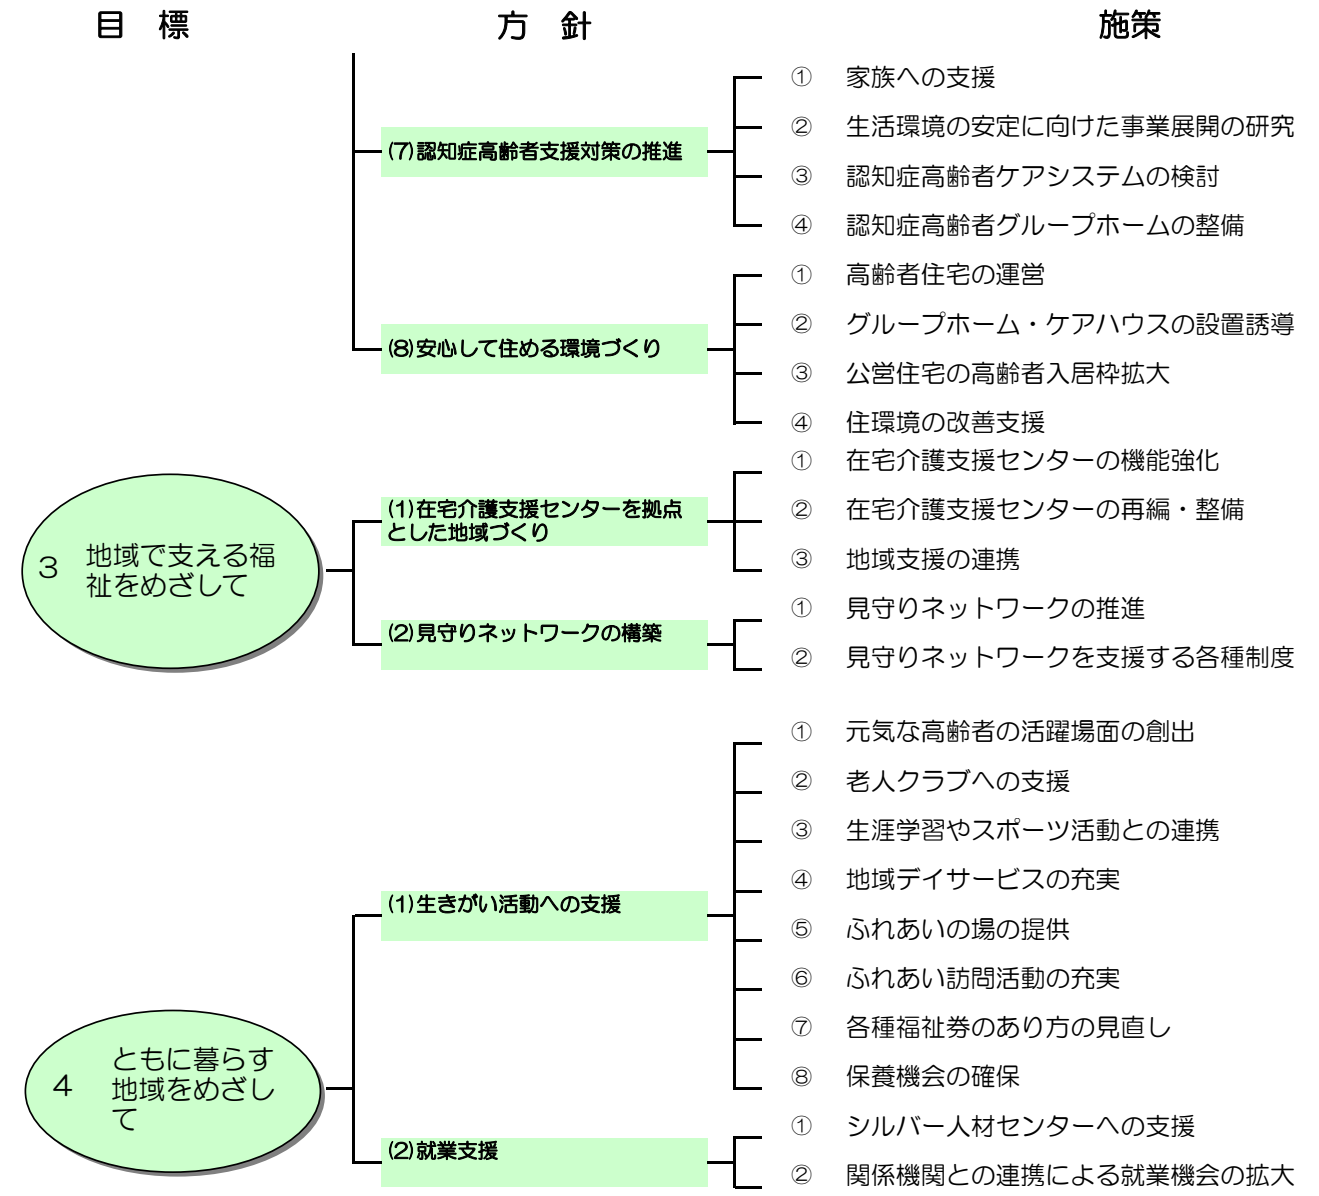 目　標　方　針　施策
(7)認知症高齢者支援対策の推進
①　家族への支援
②　生活環境の安定に向けた事業展開の研究
③　認知症高齢者ケアシステムの検討
④　認知症高齢者グループホームの整備
(8)安心して住める環境づくり
①　高齢者住宅の運営
②　グループホーム・ケアハウスの設置誘導
③　公営住宅の高齢者入居枠拡大
④　住環境の改善支援
３　地域で支える福
祉をめざして
(1)在宅介護支援センターを拠点
とした地域づくり
①　在宅介護支援センターの機能強化
②　在宅介護支援センターの再編・整備
③　地域支援の連携
(2)見守りネットワークの構築
①　見守りネットワークの推進
②　見守りネットワークを支援する各種制度
４　ともに暮らす
地域をめざし
て
(1)生きがい活動への支援
①　元気な高齢者の活躍場面の創出
②　老人クラブへの支援
③　生涯学習やスポーツ活動との連携
④　地域デイサービスの充実
⑤　ふれあいの場の提供
⑥　ふれあい訪問活動の充実
⑦　各種福祉券のあり方の見直し
⑧　保養機会の確保
(2)就業支援
①　シルバー人材センターへの支援
②　関係機関との連携による就業機会の拡大